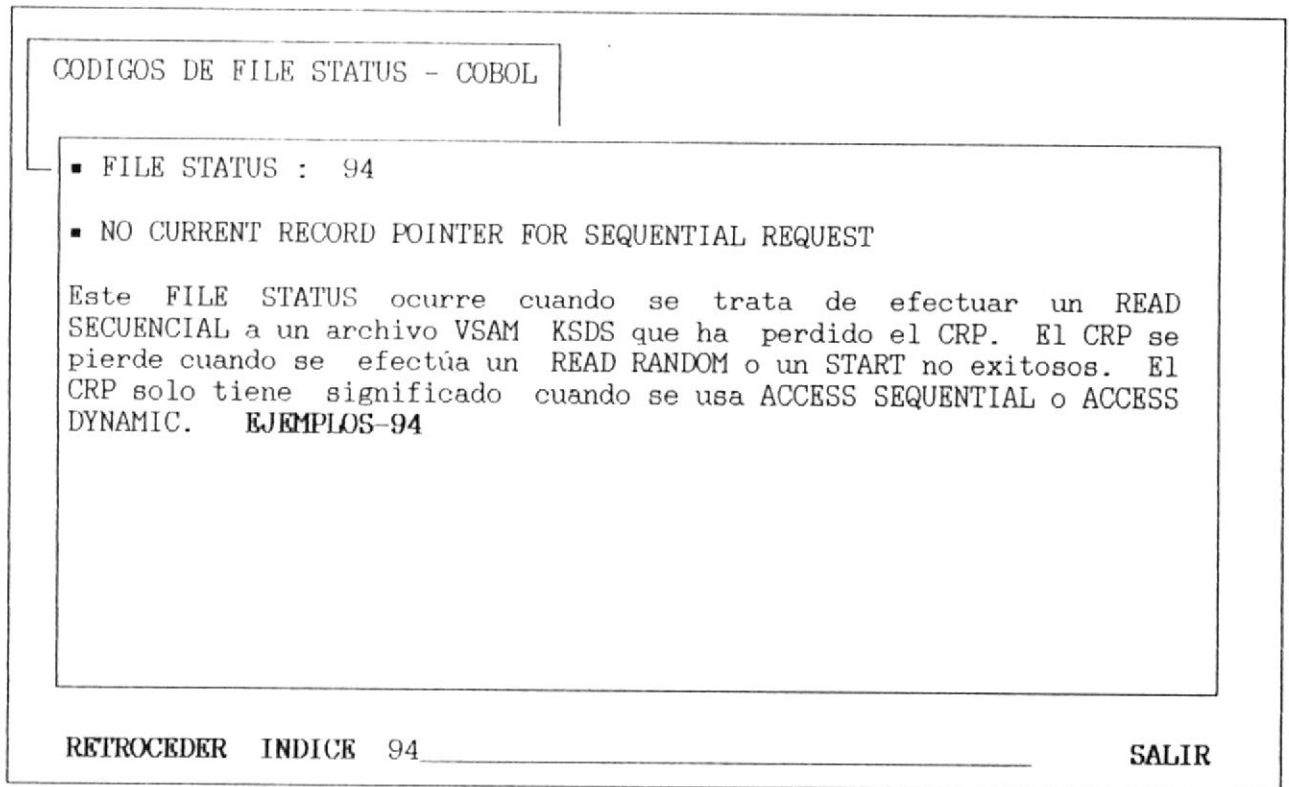 CODIGOS DE FILE STATUS - COBOL
▪ FILE STATUS : 94
▪ NO CURRENT RECORD POINTER FOR SEQUENTIAL REQUEST
Este FILE STATUS ocurre cuando se trata de efectuar un READ
SECUENCIAL a un archivo VSAM KSDS que ha perdido el CRP. El CRP se
pierde cuando se efectúa un READ RANDOM o un START no exitosos. El
CRP solo tiene significado cuando se usa ACCESS SEQUENTIAL o ACCESS
DYNAMIC. EJEMPLOS-94
RETROCEDER INDICE 94 SALIR